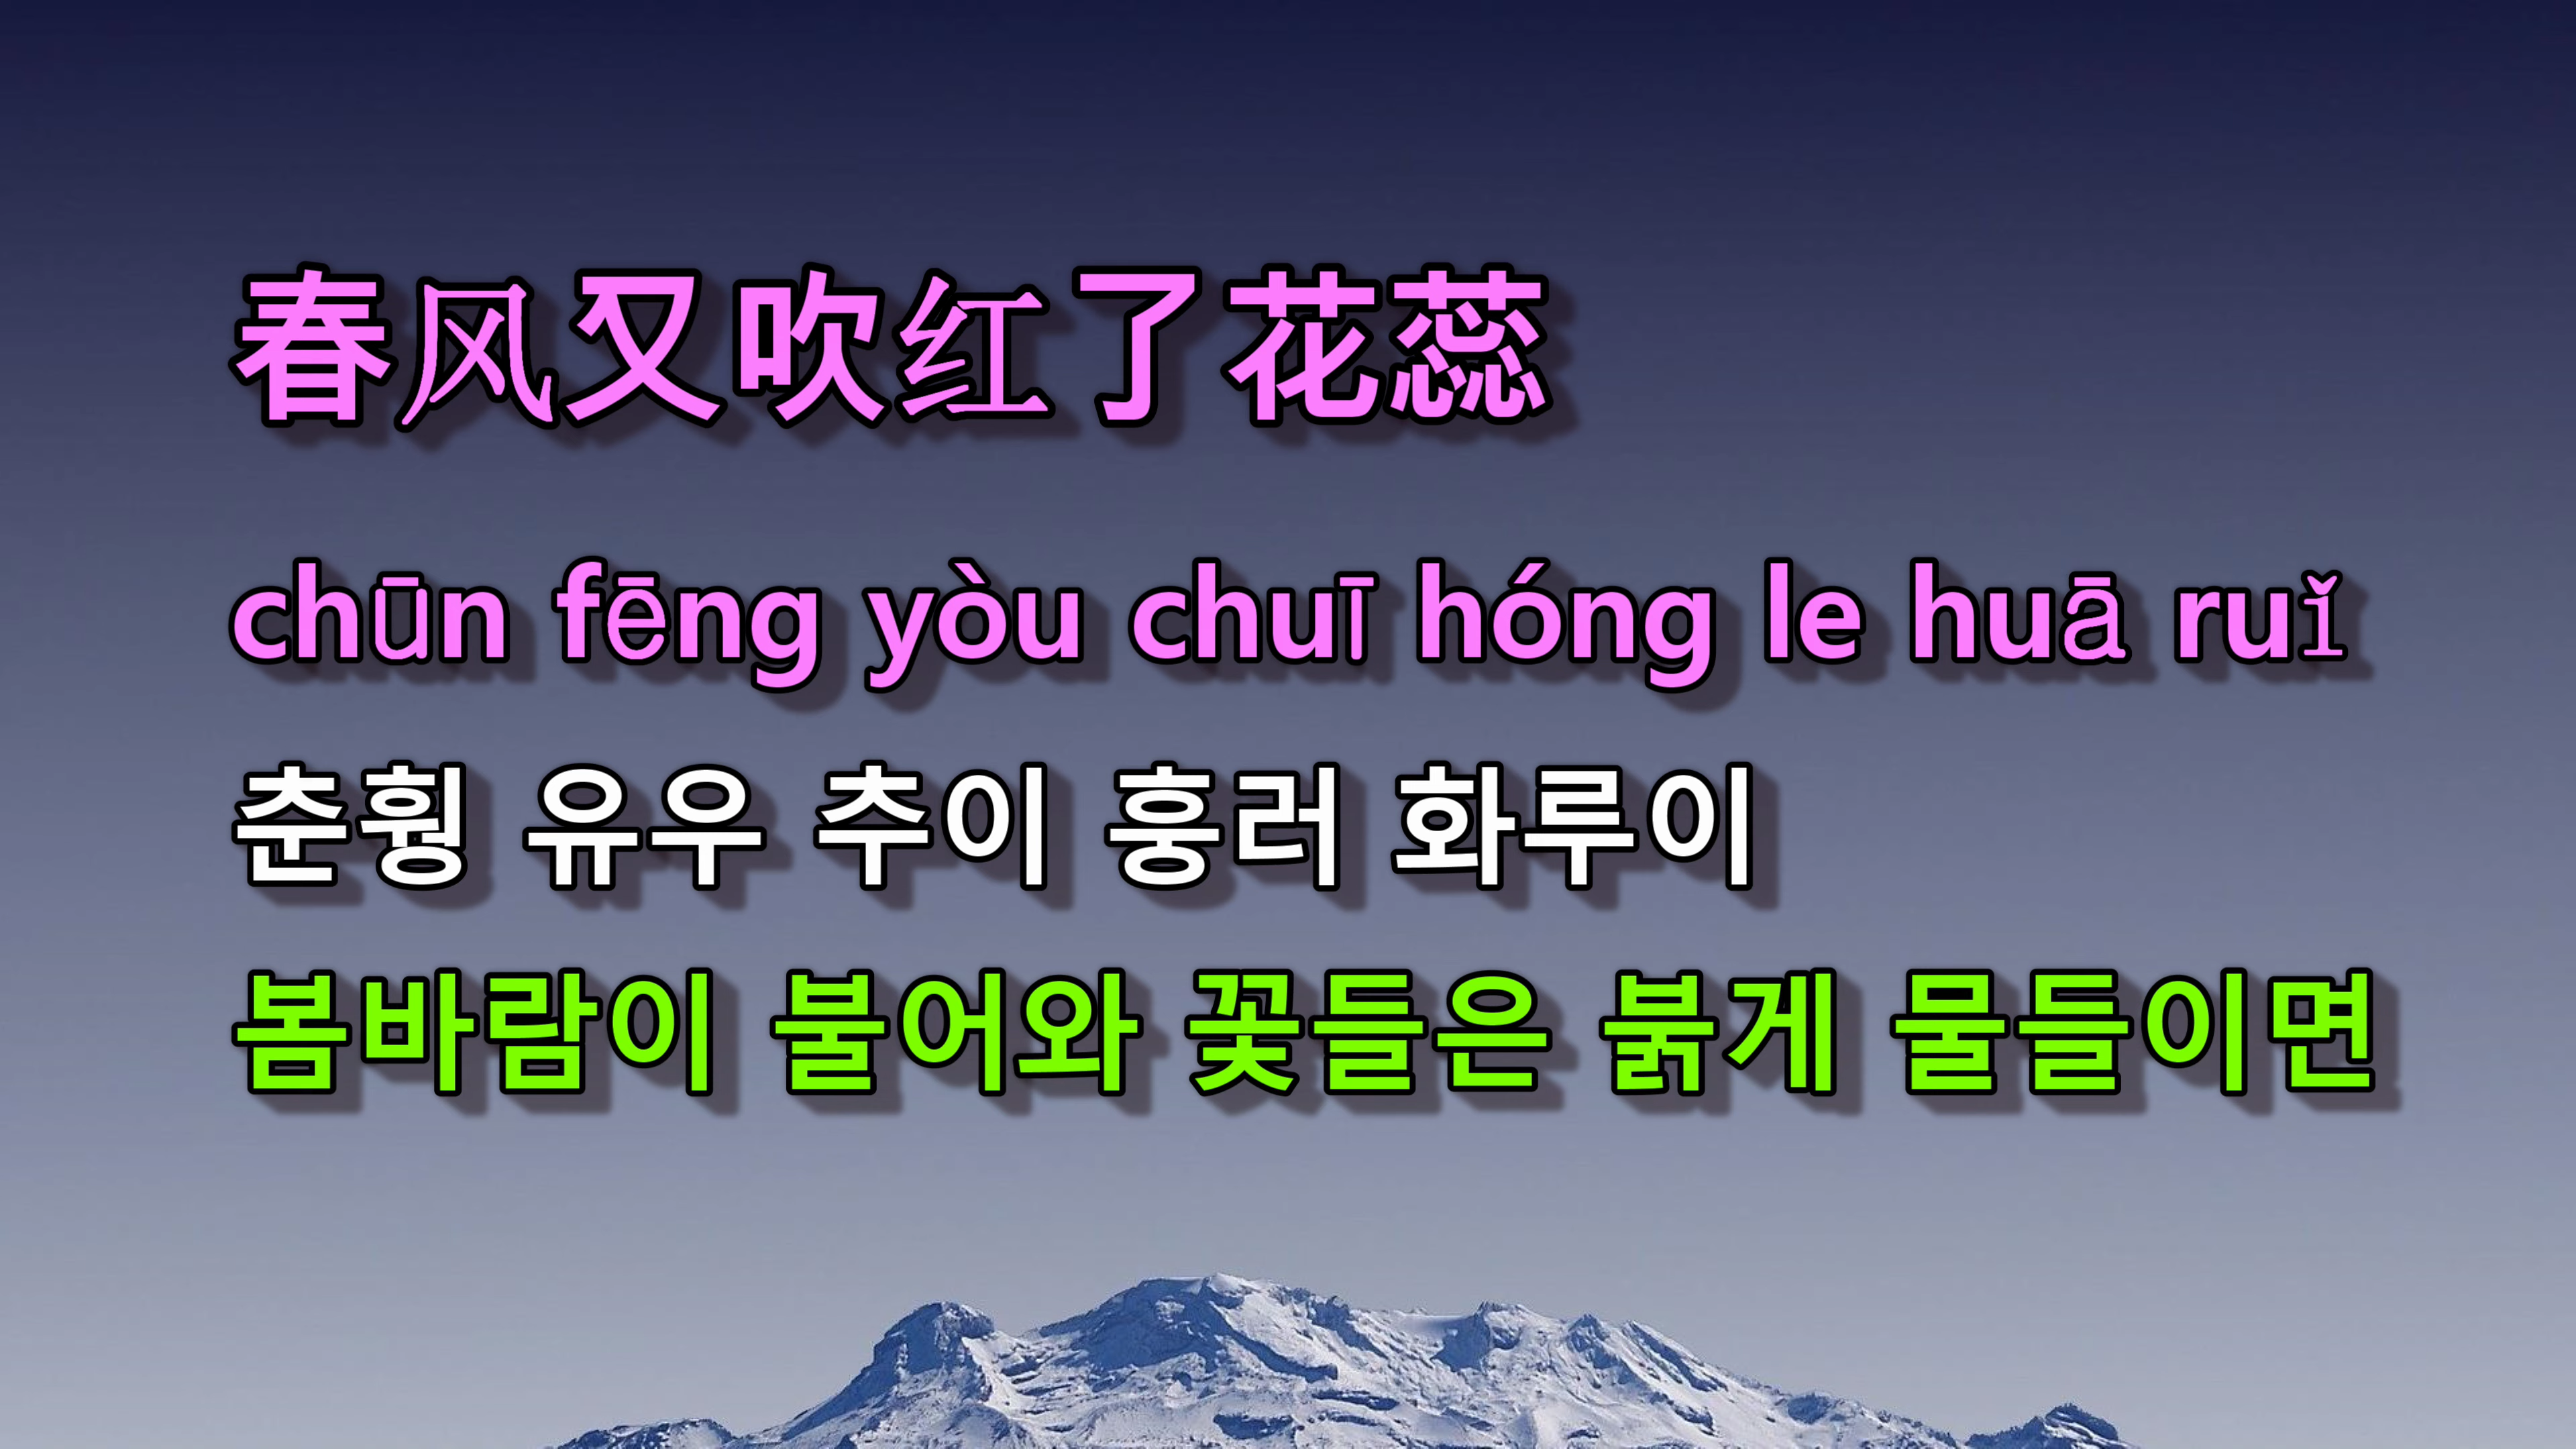 春风又吹红了花蕊
chūn fēng yòu chuī hóng le huā ruǐ
춘훵 유우 추이 훙러 화루이
봄바람이 불어와 꽃들은 붉게 물들이면